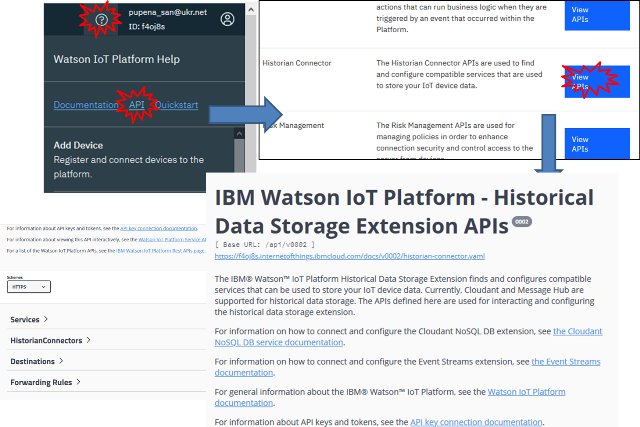 pupena_san@ukr.net
ID: f4oj8s
Watson IoT Platform Help
Documentation API Quickstart
Add Device
Register and connect devices to the
platform.
actions that can run business logic when they are
triggered by an event that occurred within the
Platform.
View
APIs
Historian Connector
The Historian Connector APIs are used to find
and configure compatible services that are used
to store your IoT device data.
View
APIs
Risk Management
The Risk Management APIs are used for
managing policies in order to enhance
connection security and control access to the
server from devices.
View
APIs
IBM Watson IoT Platform - Historical
Data Storage Extension APIs 0002
[ Base URL: /api/v0002 ]
https://f4oj8s.internetofthings.ibmcloud.com/docs/v0002/historian-connector.yaml
The IBM® Watson™ IoT Platform Historical Data Storage Extension finds and configures compatible
services that can be used to store your IoT device data. Currently, Cloudant and Message Hub are
supported for historical data storage. The APIs defined here are used for interacting and configuring
the historical data storage extension.
For information on how to connect and configure the Cloudant NoSQL DB extension, see the Cloudant
NoSQL DB service documentation.
For information on how to connect and configure the Event Streams extension, see the Event Streams
documentation.
For general information about the IBM® Watson™ IoT Platform, see the Watson IoT Platform
documentation.
For information about API keys and tokens, see the API key connection documentation.
For information about API keys and tokens, see the API key connection documentation.
For information about viewing this API interactively, see the Watson IoT Platform Service AP
For a list of the Watson IoT Platform APIs, see the IBM Watson IoT Platform Rest APIs page.
Schemes
HTTPS
Services
HistorianConnectors
Destinations
Forwarding Rules